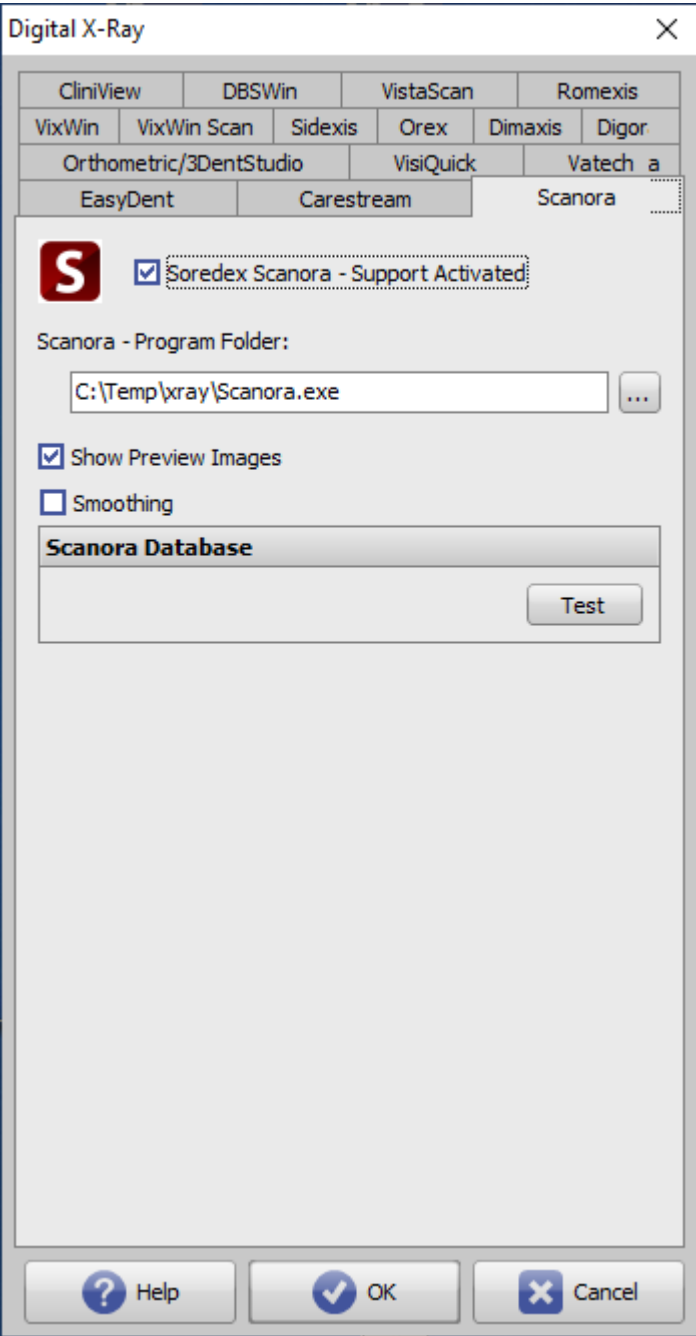 Digital X-Ray
CliniView DBSWin VistaScan Romexis
VixWin VixWin Scan Sidexis Orex Dimaxis Digor
Orthometric/3DentStudio VisiQuick Vatech a
EasyDent Carestream Scanora
S Soredex Scanora - Support Activated
Scanora - Program Folder:
C:\Temp\xray\Scanora.exe ...
Show Preview Images
Smoothing
Scanora Database
Test
? Help OK Cancel